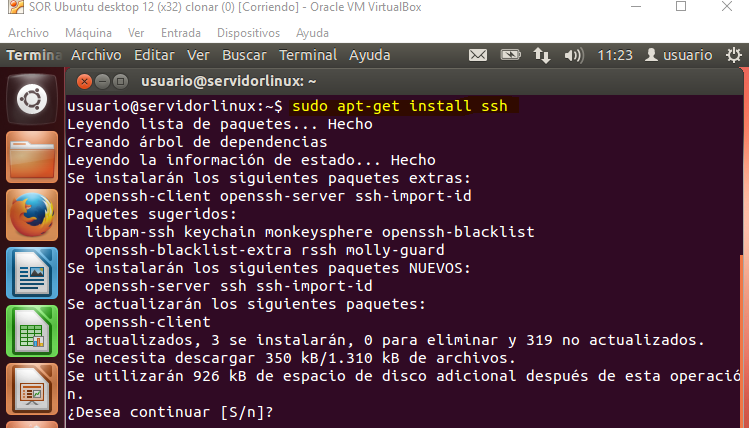 SOR Ubuntu desktop 12 (x32) clonar (0) [Corriendo] - Oracle VM VirtualBox
Archivo Máquina Ver Entrada Dispositivos Ayuda
Termina Archivo Editar Ver Buscar Terminal Ayuda 11:23 usuario
usuario@servidorlinux: ~
usuario@servidorlinux:~$ sudo apt-get install ssh
Leyendo lista de paquetes... Hecho
Creando árbol de dependencias
Leyendo la información de estado... Hecho
Se instalarán los siguientes paquetes extras:
openssh-client openssh-server ssh-import-id
Paquetes sugeridos:
libpam-ssh keychain monkeysphere openssh-blacklist
openssh-blacklist-extra rssh molly-guard
Se instalarán los siguientes paquetes NUEVOS:
openssh-server ssh ssh-import-id
Se actualizarán los siguientes paquetes:
openssh-client
1 actualizados, 3 se instalarán, 0 para eliminar y 319 no actualizados.
Se necesita descargar 350 kB/1.310 kB de archivos.
Se utilizarán 926 kB de espacio de disco adicional después de esta operació
n.
¿Desea continuar [S/n]?